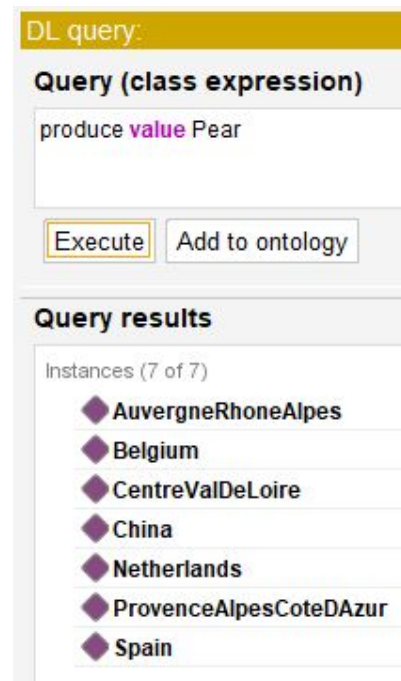 DL query:
Query (class expression)
produce value Pear
Execute Add to ontology
Query results
Instances (7 of 7)
AuvergneRhoneAlpes
Belgium
CentreValDeLoire
China
Netherlands
ProvenceAlpesCoteDAzur
Spain